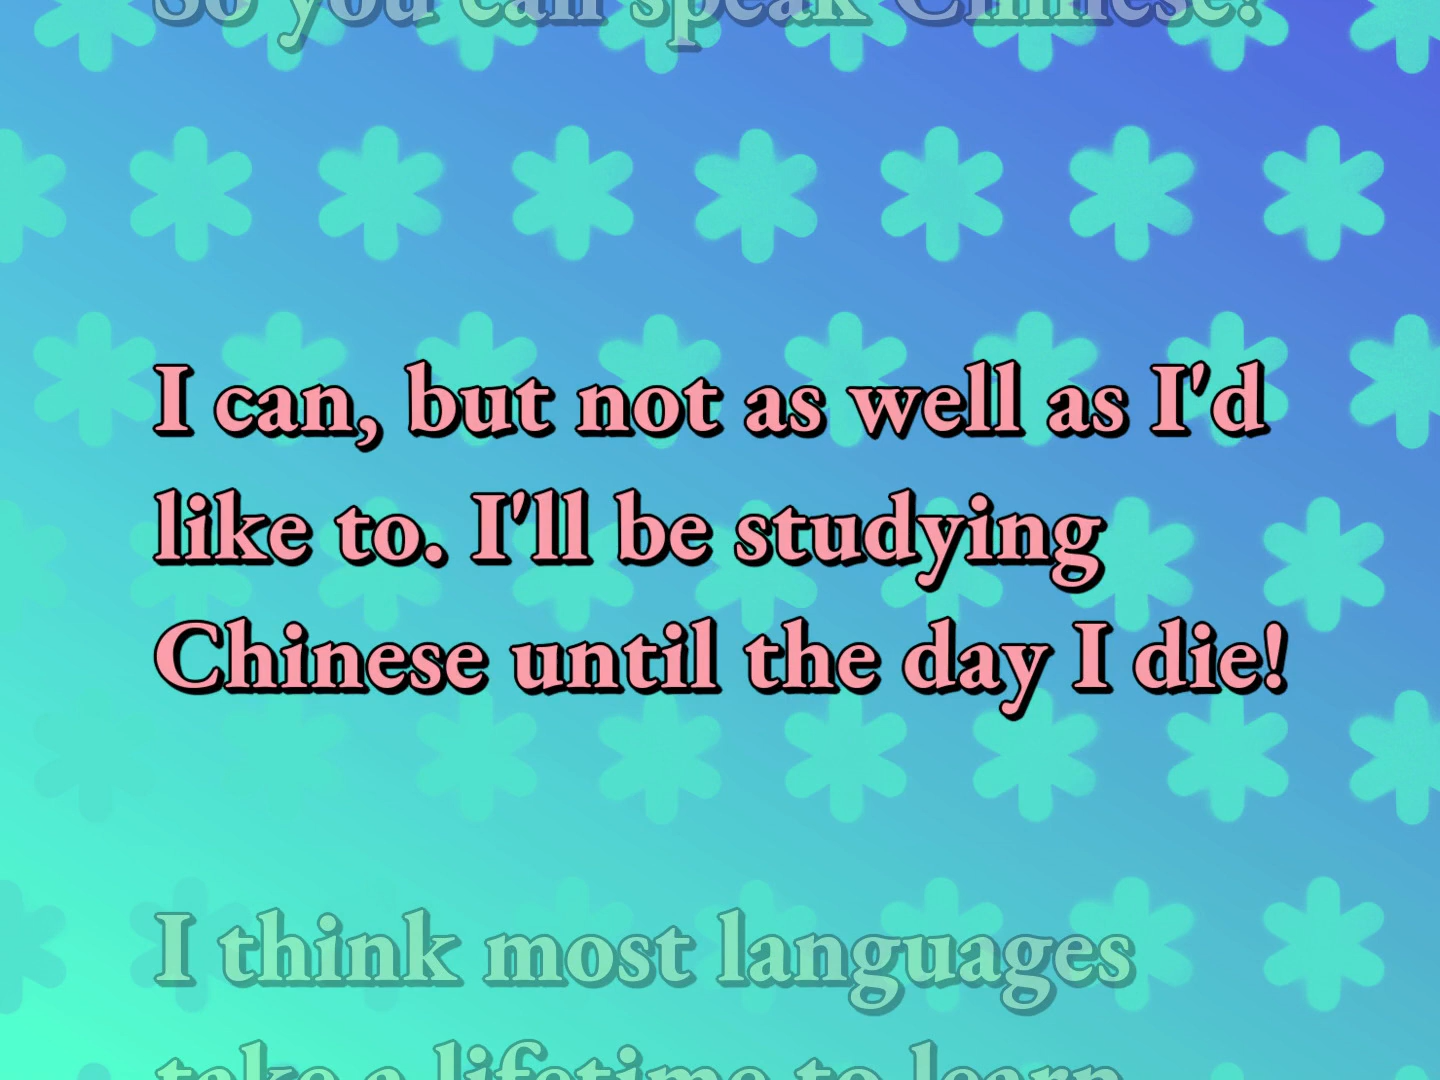 So you can speak Chinese!
I can, but not as well as I'd
like to. I'll be studying
Chinese until the day I die!
I think most languages
take a lifetime to learn